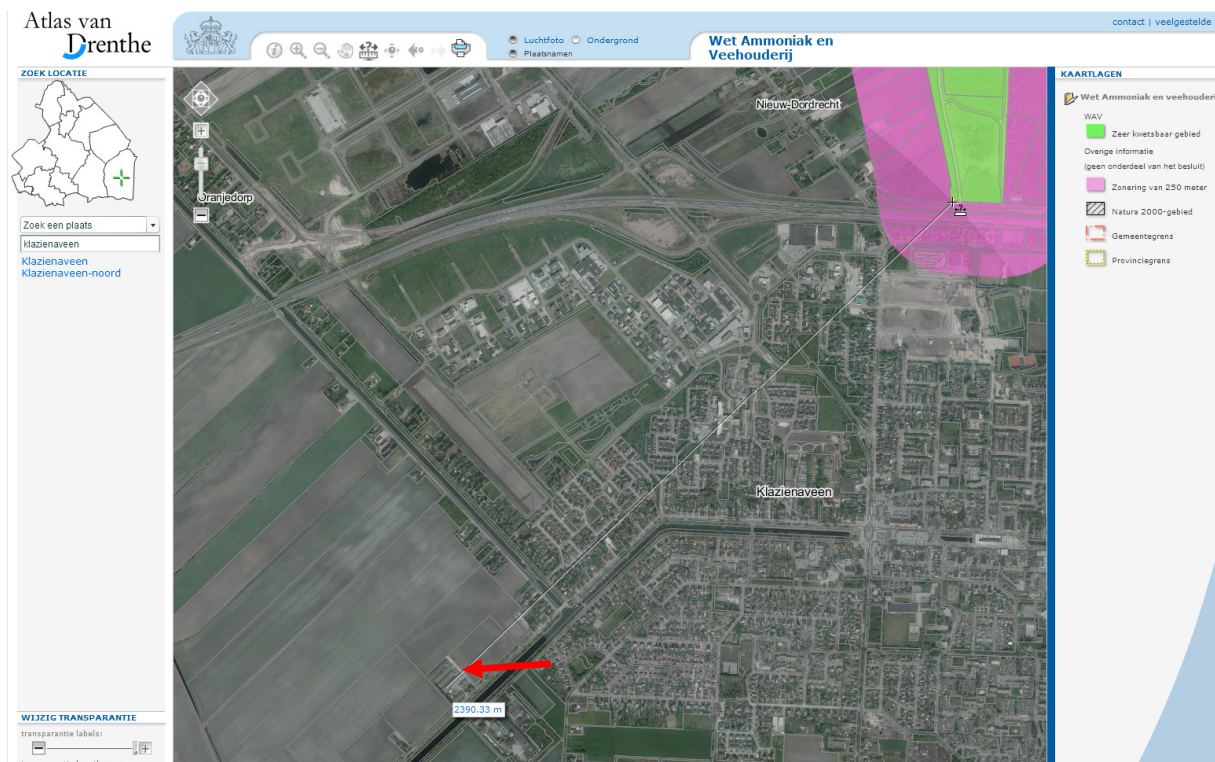 Atlas van
Drenthe
contact | veelgestelde
Luchtfoto Ondergrond
Plaatsnamen
Wet Ammoniak en
Veehouderij
ZOEK LOCATIE
Zoek een plaats
klazienaveen
Klazienaveen
Klazienaveen-noord
Nieuw-Dordrecht
Oranjedorp
Klazienaveen
2390.33 m
KAARTLAGEN
Wet Ammoniak en veehouderi
WAV
Zeer kwetsbaar gebied
Overige informatie
(geen onderdeel van het besluit)
Zonering van 250 meter
Natura 2000-gebied
Gemeentegrens
Provinciegrens
WIJZIG TRANSPARANTIE
transparantie labels: